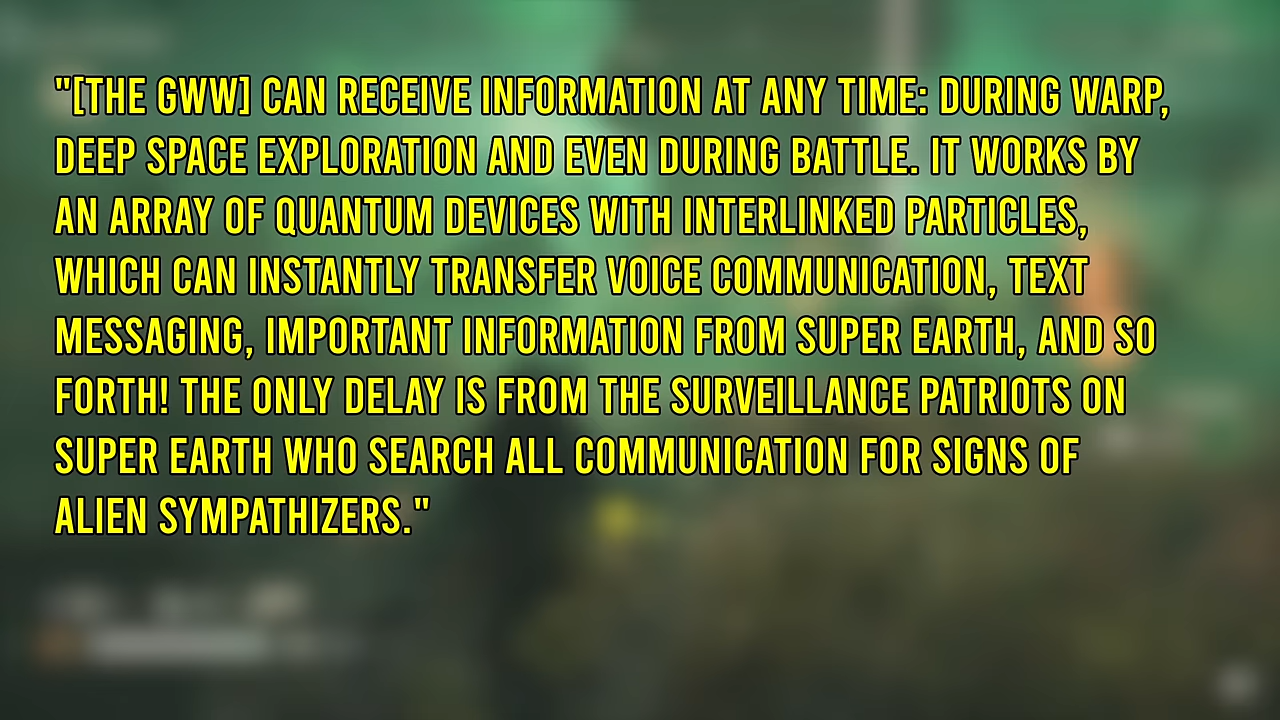 "[THE GWW] CAN RECEIVE INFORMATION AT ANY TIME: DURING WARP,
DEEP SPACE EXPLORATION AND EVEN DURING BATTLE. IT WORKS BY
AN ARRAY OF QUANTUM DEVICES WITH INTERLINKED PARTICLES,
WHICH CAN INSTANTLY TRANSFER VOICE COMMUNICATION, TEXT
MESSAGING, IMPORTANT INFORMATION FROM SUPER EARTH, AND SO
FORTH! THE ONLY DELAY IS FROM THE SURVEILLANCE PATRIOTS ON
SUPER EARTH WHO SEARCH ALL COMMUNICATION FOR SIGNS OF
ALIEN SYMPATHIZERS."